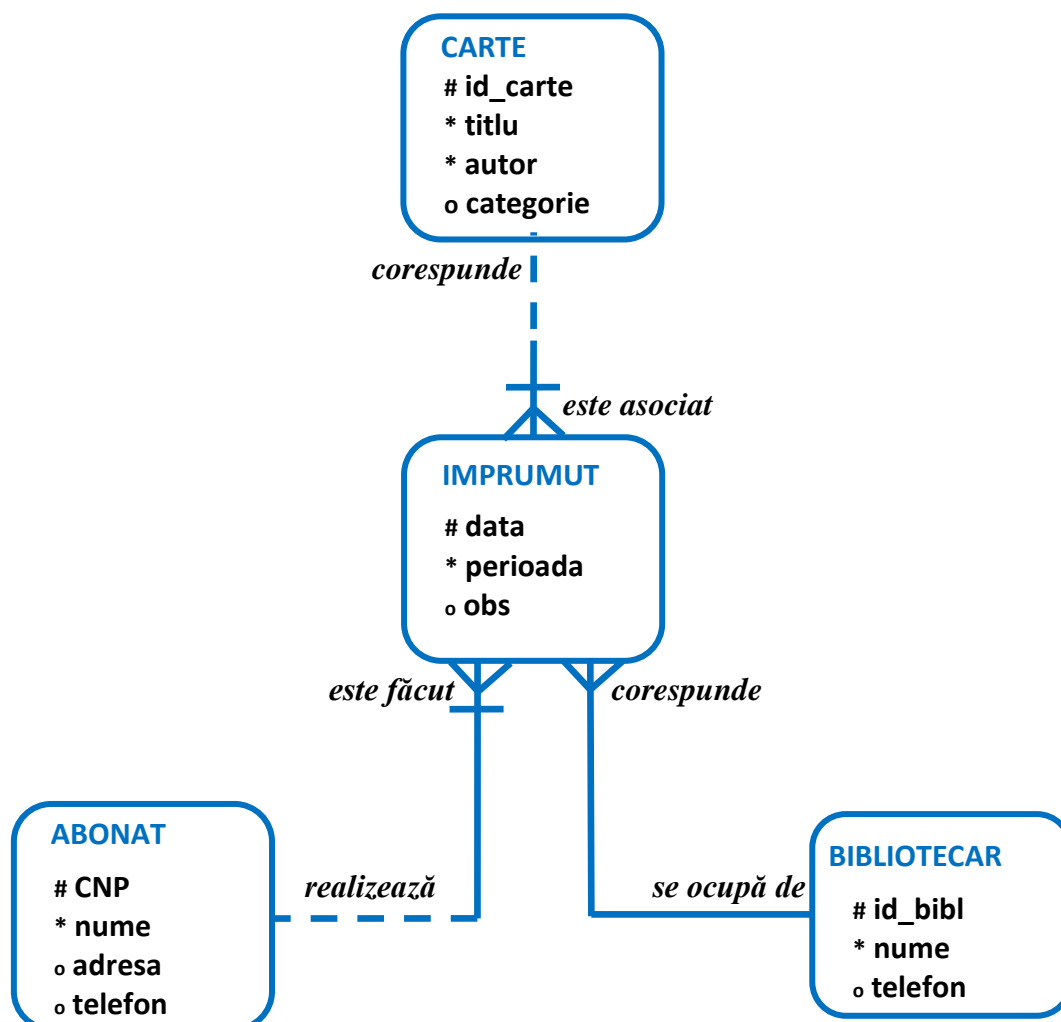 CARTE
# id_carte
* titlu
* autor
o categorie
corespunde
este asociat
IMPRUMUT
# data
* perioada
o obs
este făcut
corespunde
ABONAT
# CNP
* nume
o adresa
o telefon
realizează
se ocupă de
BIBLIOTECAR
# id_bibl
* nume
o telefon